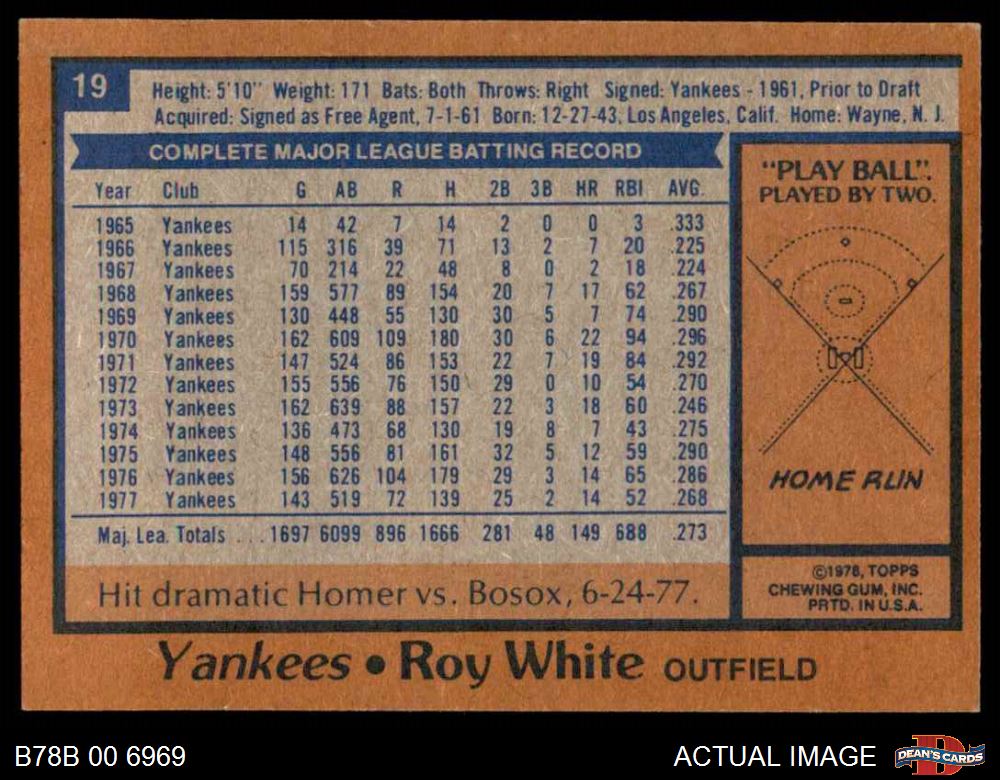 19
Height: 5'10" Weight: 171 Bats: Both Throws: Right Signed: Yankees - 1961, Prior to Draft
Acquired: Signed as Free Agent, 7-1-61 Born: 12-27-43, Los Angeles, Calif. Home: Wayne, N. J.
COMPLETE MAJOR LEAGUE BATTING RECORD
Year Club G AB R H 2B 3B HR RBI AVG.
1965 Yankees 14 42 7 14 2 0 0 3 .333
1966 Yankees 115 316 39 71 13 2 7 20 .225
1967 Yankees 70 214 22 48 8 0 2 18 .224
1968 Yankees 159 577 89 154 20 7 17 62 .267
1969 Yankees 130 448 55 130 30 5 7 74 .290
1970 Yankees 162 609 109 180 30 6 22 94 .296
1971 Yankees 147 524 86 153 22 7 19 84 .292
1972 Yankees 155 556 76 150 29 0 10 54 .270
1973 Yankees 162 639 88 157 22 3 18 60 .246
1974 Yankees 136 473 68 130 19 8 7 43 .275
1975 Yankees 148 556 81 161 32 5 12 59 .290
1976 Yankees 156 626 104 179 29 3 14 65 .286
1977 Yankees 143 519 72 139 25 2 14 52 .268
Maj. Lea. Totals ... 1697 6099 896 1666 281 48 149 688 .273
Hit dramatic Homer vs. Bosox, 6-24-77.
"PLAY BALL".
PLAYED BY TWO.
HOME RUN
©1978, TOPPS
CHEWING GUM, INC.
PRTD. IN U.S.A.
Yankees • Roy White OUTFIELD
B78B 00 6969
ACTUAL IMAGE
D
DEAN'S CARDS